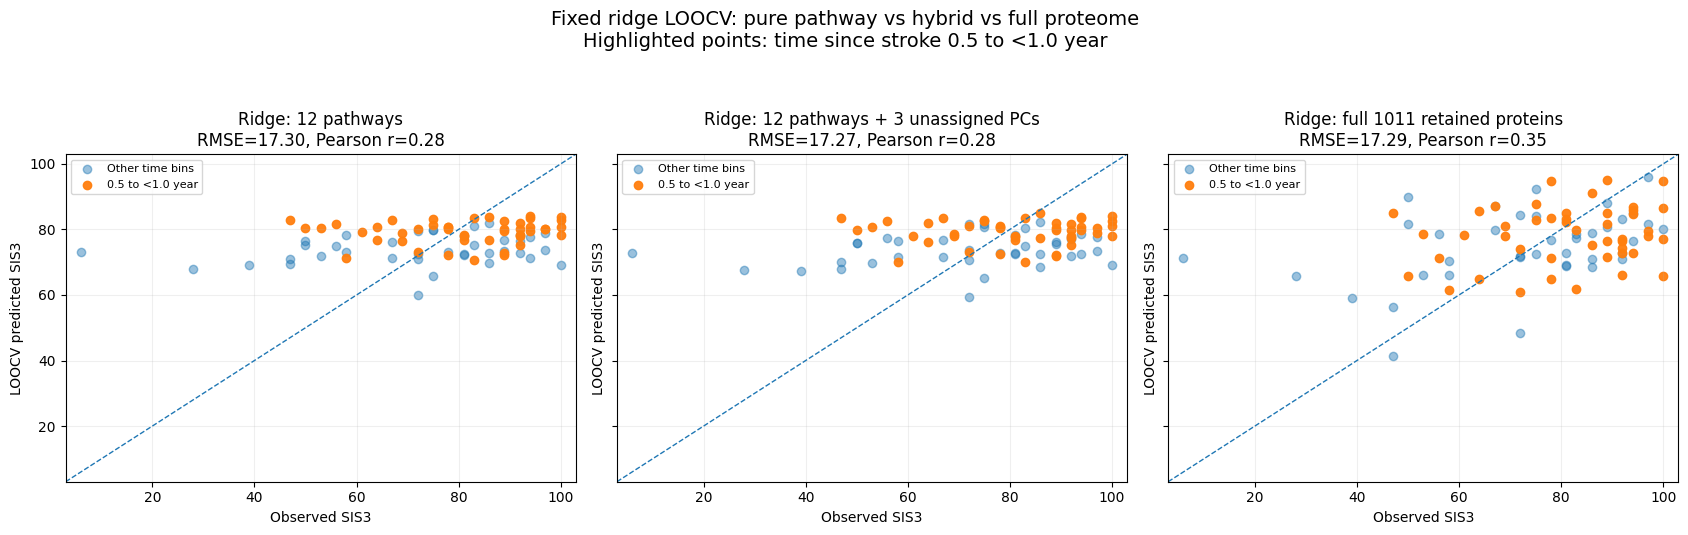 Fixed ridge LOOCV: pure pathway vs hybrid vs full proteome
Highlighted points: time since stroke 0.5 to <1.0 year
Ridge: 12 pathways
RMSE=17.30, Pearson r=0.28
Other time bins
0.5 to <1.0 year
LOOCV predicted SIS3
100
80
60
40
20
20
40
60
80
100
Observed SIS3
Ridge: 12 pathways + 3 unassigned PCs
RMSE=17.27, Pearson r=0.28
Other time bins
0.5 to <1.0 year
LOOCV predicted SIS3
20
40
60
80
100
Observed SIS3
Ridge: full 1011 retained proteins
RMSE=17.29, Pearson r=0.35
Other time bins
0.5 to <1.0 year
LOOCV predicted SIS3
20
40
60
80
100
Observed SIS3